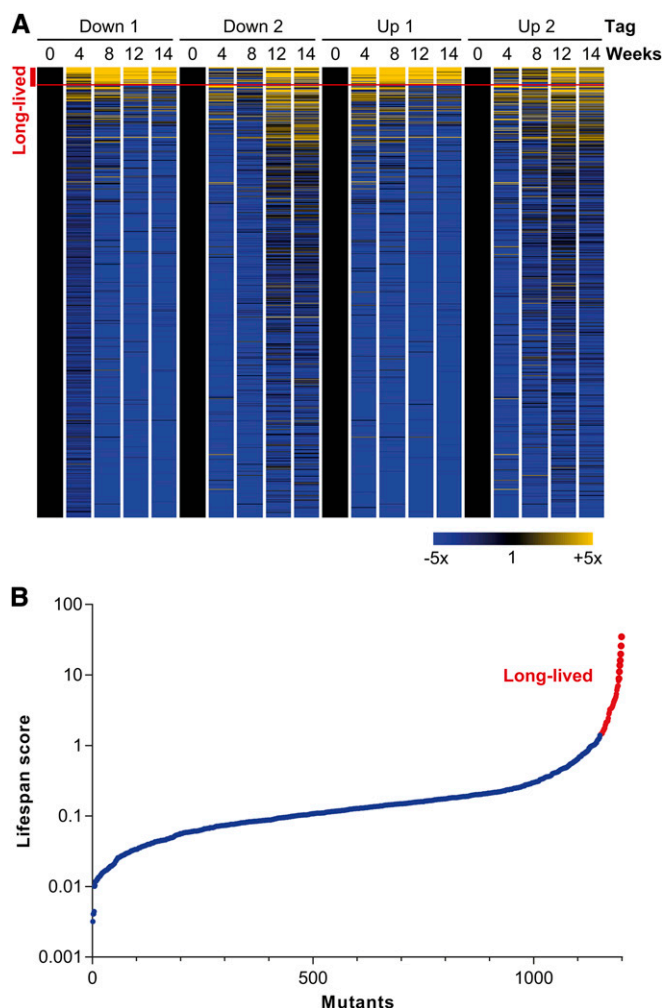 A
Down 1 Down 2 Up 1 Up 2 Tag
0 4 8 12 14 0 4 8 12 14 0 4 8 12 14 0 4 8 12 14 Weeks
Long-lived
-5x 1 +5x
B
100
10
1
0.1
0.01
0.001
Lifespan score
Long-lived
0 500 1000
Mutants